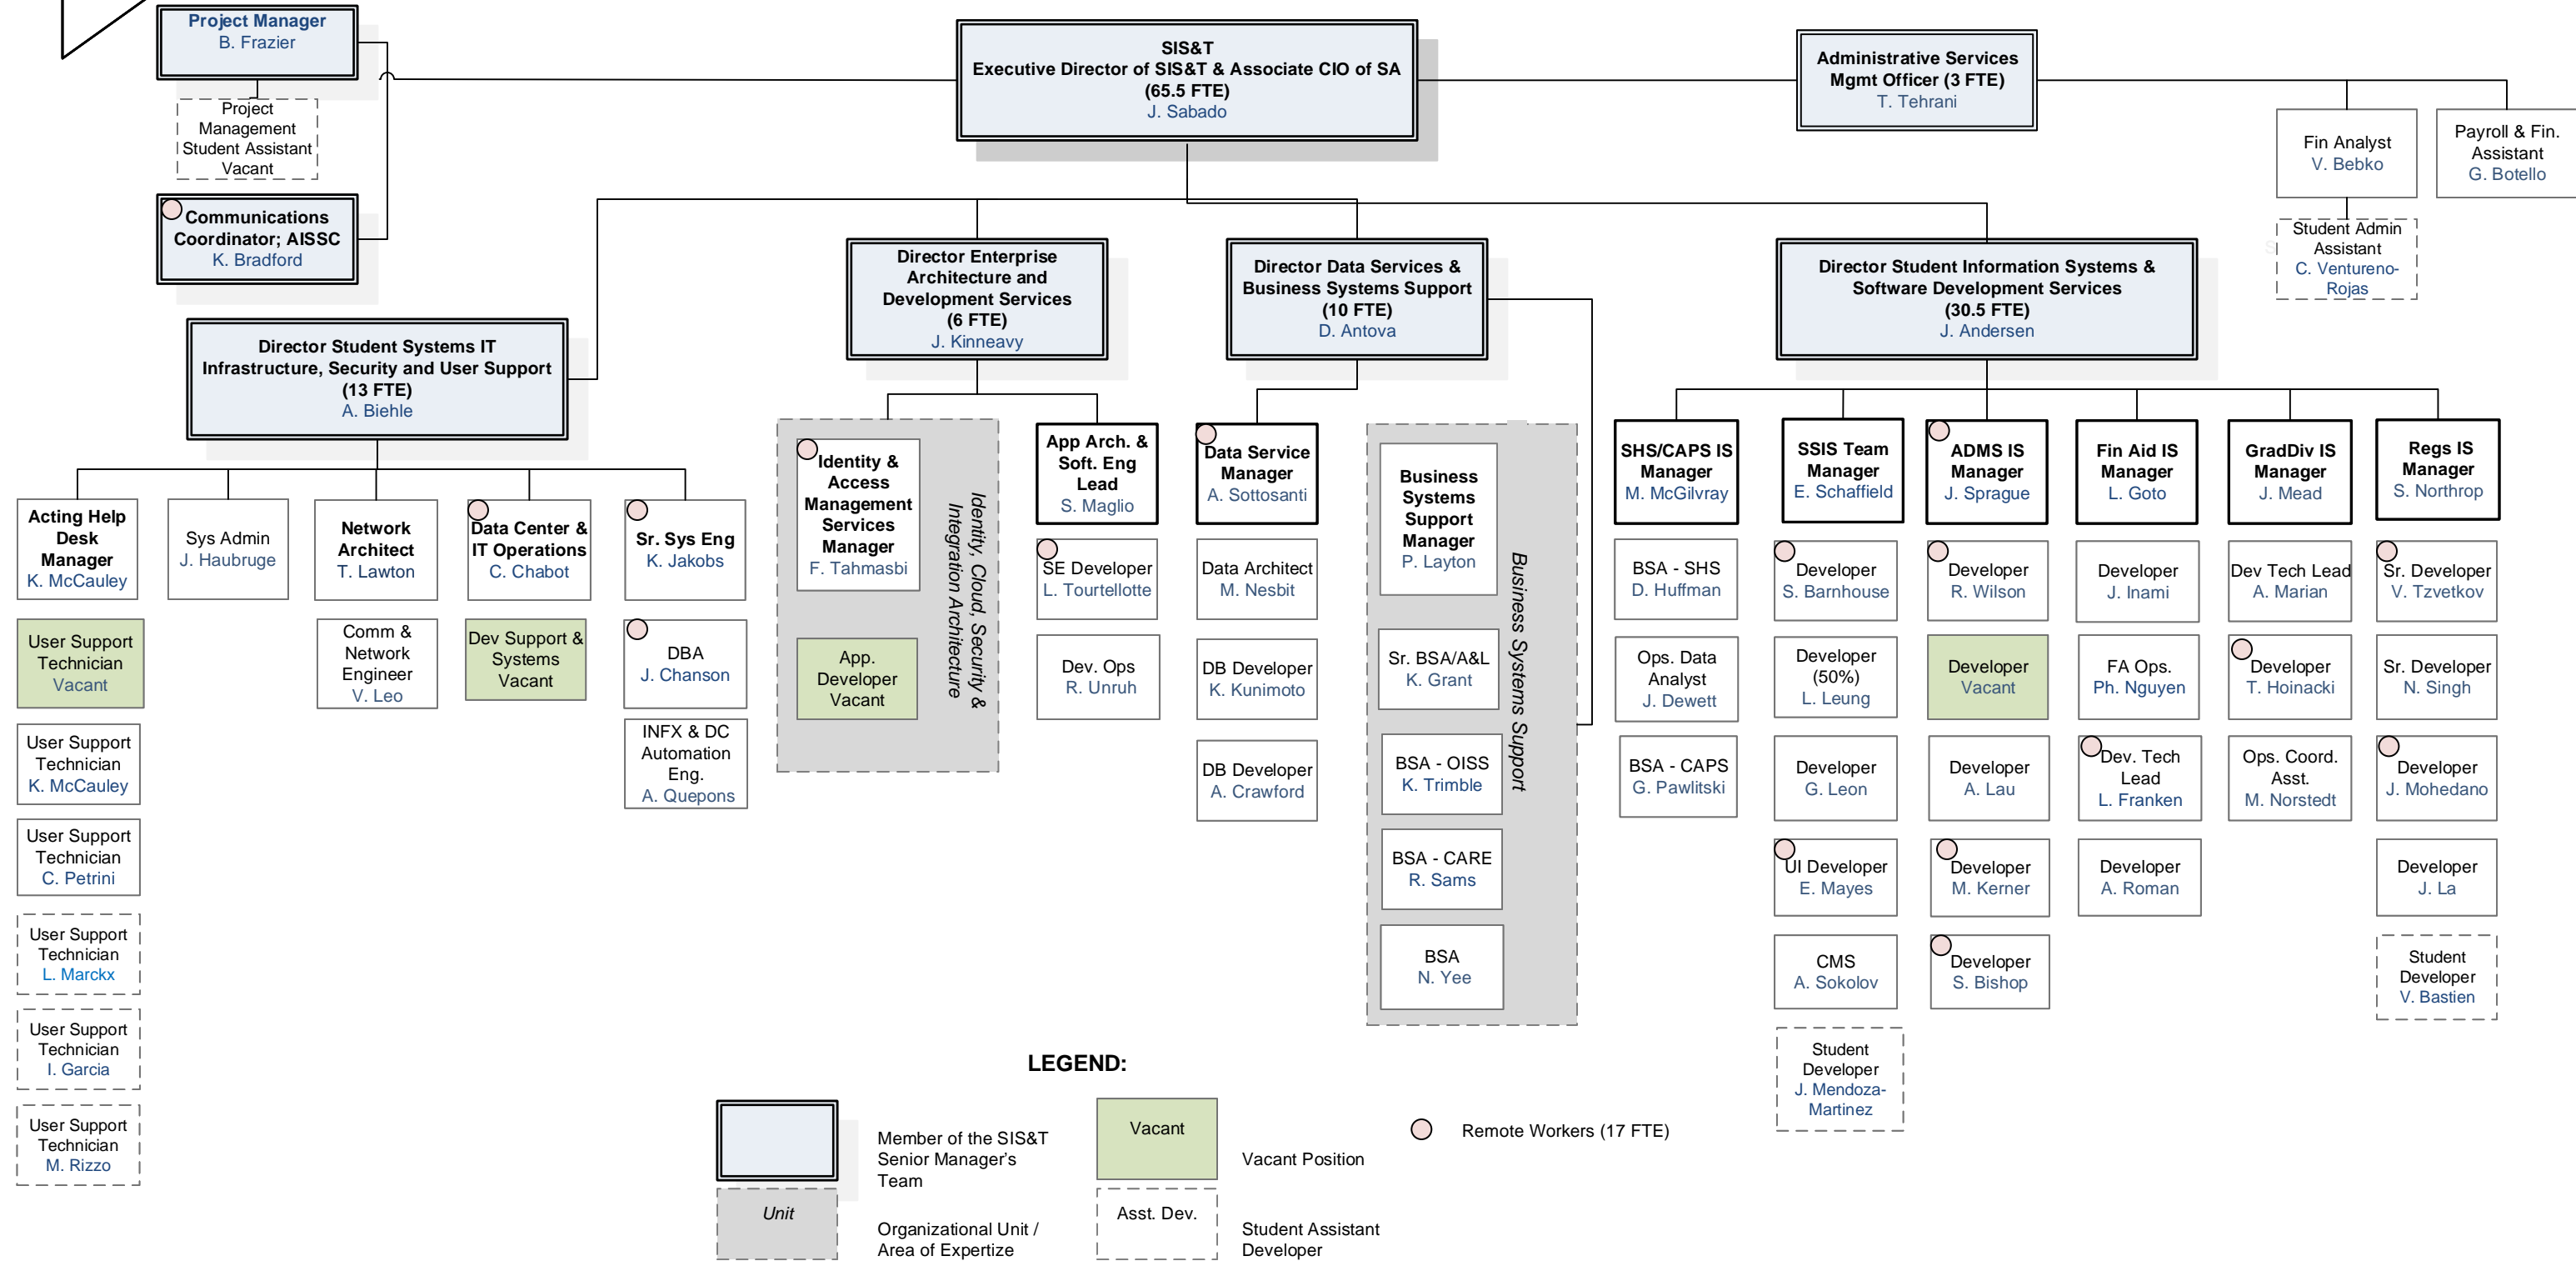 Project Manager
B. Frazier
Project
Management
Student Assistant
Vacant
Communications
Coordinator; AISSC
K. Bradford
SIS&T
Executive Director of SIS&T & Associate CIO of SA
(65.5 FTE)
J. Sabado
Administrative Services
Mgmt Officer (3 FTE)
T. Tehrani
Fin Analyst
V. Bebko
Payroll & Fin.
Assistant
G. Botello
Student Admin
Assistant
C. Ventureno-
Rojas
Director Student Systems IT
Infrastructure, Security and User Support
(13 FTE)
A. Biehle
Director Enterprise
Architecture and
Development Services
(6 FTE)
J. Kinneavy
Director Data Services &
Business Systems Support
(10 FTE)
D. Antova
Director Student Information Systems &
Software Development Services
(30.5 FTE)
J. Andersen
Acting Help
Desk
Manager
K. McCauley
User Support
Technician
Vacant
User Support
Technician
K. McCauley
User Support
Technician
C. Petrini
User Support
Technician
L. Marckx
User Support
Technician
I. Garcia
User Support
Technician
M. Rizzo
Sys Admin
J. Haubruge
Network
Architect
T. Lawton
Comm &
Network
Engineer
V. Leo
Data Center &
IT Operations
C. Chabot
Dev Support &
Systems
Vacant
Sr. Sys Eng
K. Jakobs
DBA
J. Chanson
INFX & DC
Automation
Eng.
A. Quepons
Identity &
Access
Management
Services
Manager
F. Tahmasbi
App.
Developer
Vacant
Identity, Cloud, Security &
Integration Architecture
App Arch. &
Soft. Eng
Lead
S. Maglio
SE Developer
L. Tourtellotte
Dev. Ops
R. Unruh
Data Service
Manager
A. Sottosanti
Data Architect
M. Nesbit
DB Developer
K. Kunimoto
DB Developer
A. Crawford
Business
Systems
Support
Manager
P. Layton
Sr. BSA/A&L
K. Grant
BSA - OISS
K. Trimble
BSA - CARE
R. Sams
BSA
N. Yee
Business Systems Support
SHS/CAPS IS
Manager
M. McGilvray
BSA - SHS
D. Huffman
Ops. Data
Analyst
J. Dewett
BSA - CAPS
G. Pawlitski
SSIS Team
Manager
E. Schaffield
Developer
S. Barnhouse
Developer
(50%)
L. Leung
Developer
G. Leon
UI Developer
E. Mayes
CMS
A. Sokolov
Student
Developer
J. Mendoza-
Martinez
ADMS IS
Manager
J. Sprague
Developer
R. Wilson
Developer
Vacant
Developer
A. Lau
Developer
M. Kerner
Developer
S. Bishop
Fin Aid IS
Manager
L. Goto
Developer
J. Inami
FA Ops.
Ph. Nguyen
Dev. Tech
Lead
L. Franken
Developer
A. Roman
GradDiv IS
Manager
J. Mead
Dev Tech Lead
A. Marian
Developer
T. Hoinacki
Ops. Coord.
Asst.
M. Norstedt
Regs IS
Manager
S. Northrop
Sr. Developer
V. Tzvetkov
Sr. Developer
N. Singh
Developer
J. Mohedano
Developer
J. La
Student
Developer
V. Bastien
LEGEND:
Member of the SIS&T
Senior Manager's
Team
Vacant
Vacant Position
Remote Workers (17 FTE)
Unit
Organizational Unit /
Area of Expertize
Asst. Dev.
Student Assistant
Developer